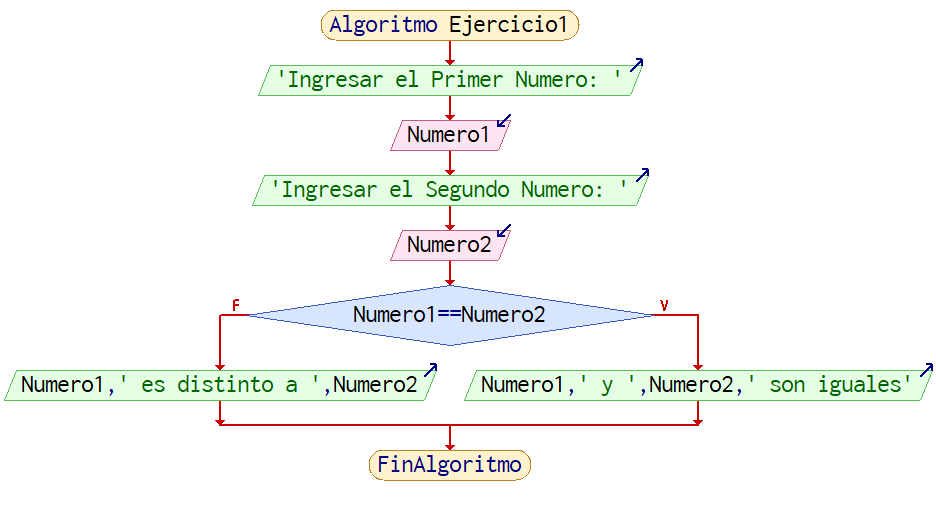 Algoritmo Ejercicio1
'Ingresar el Primer Numero: '
Numero1
'Ingresar el Segundo Numero: '
Numero2
F
V
Numero1==Numero2
Numero1,' es distinto a ',Numero2
Numero1,' y ',Numero2,' son iguales'
FinAlgoritmo